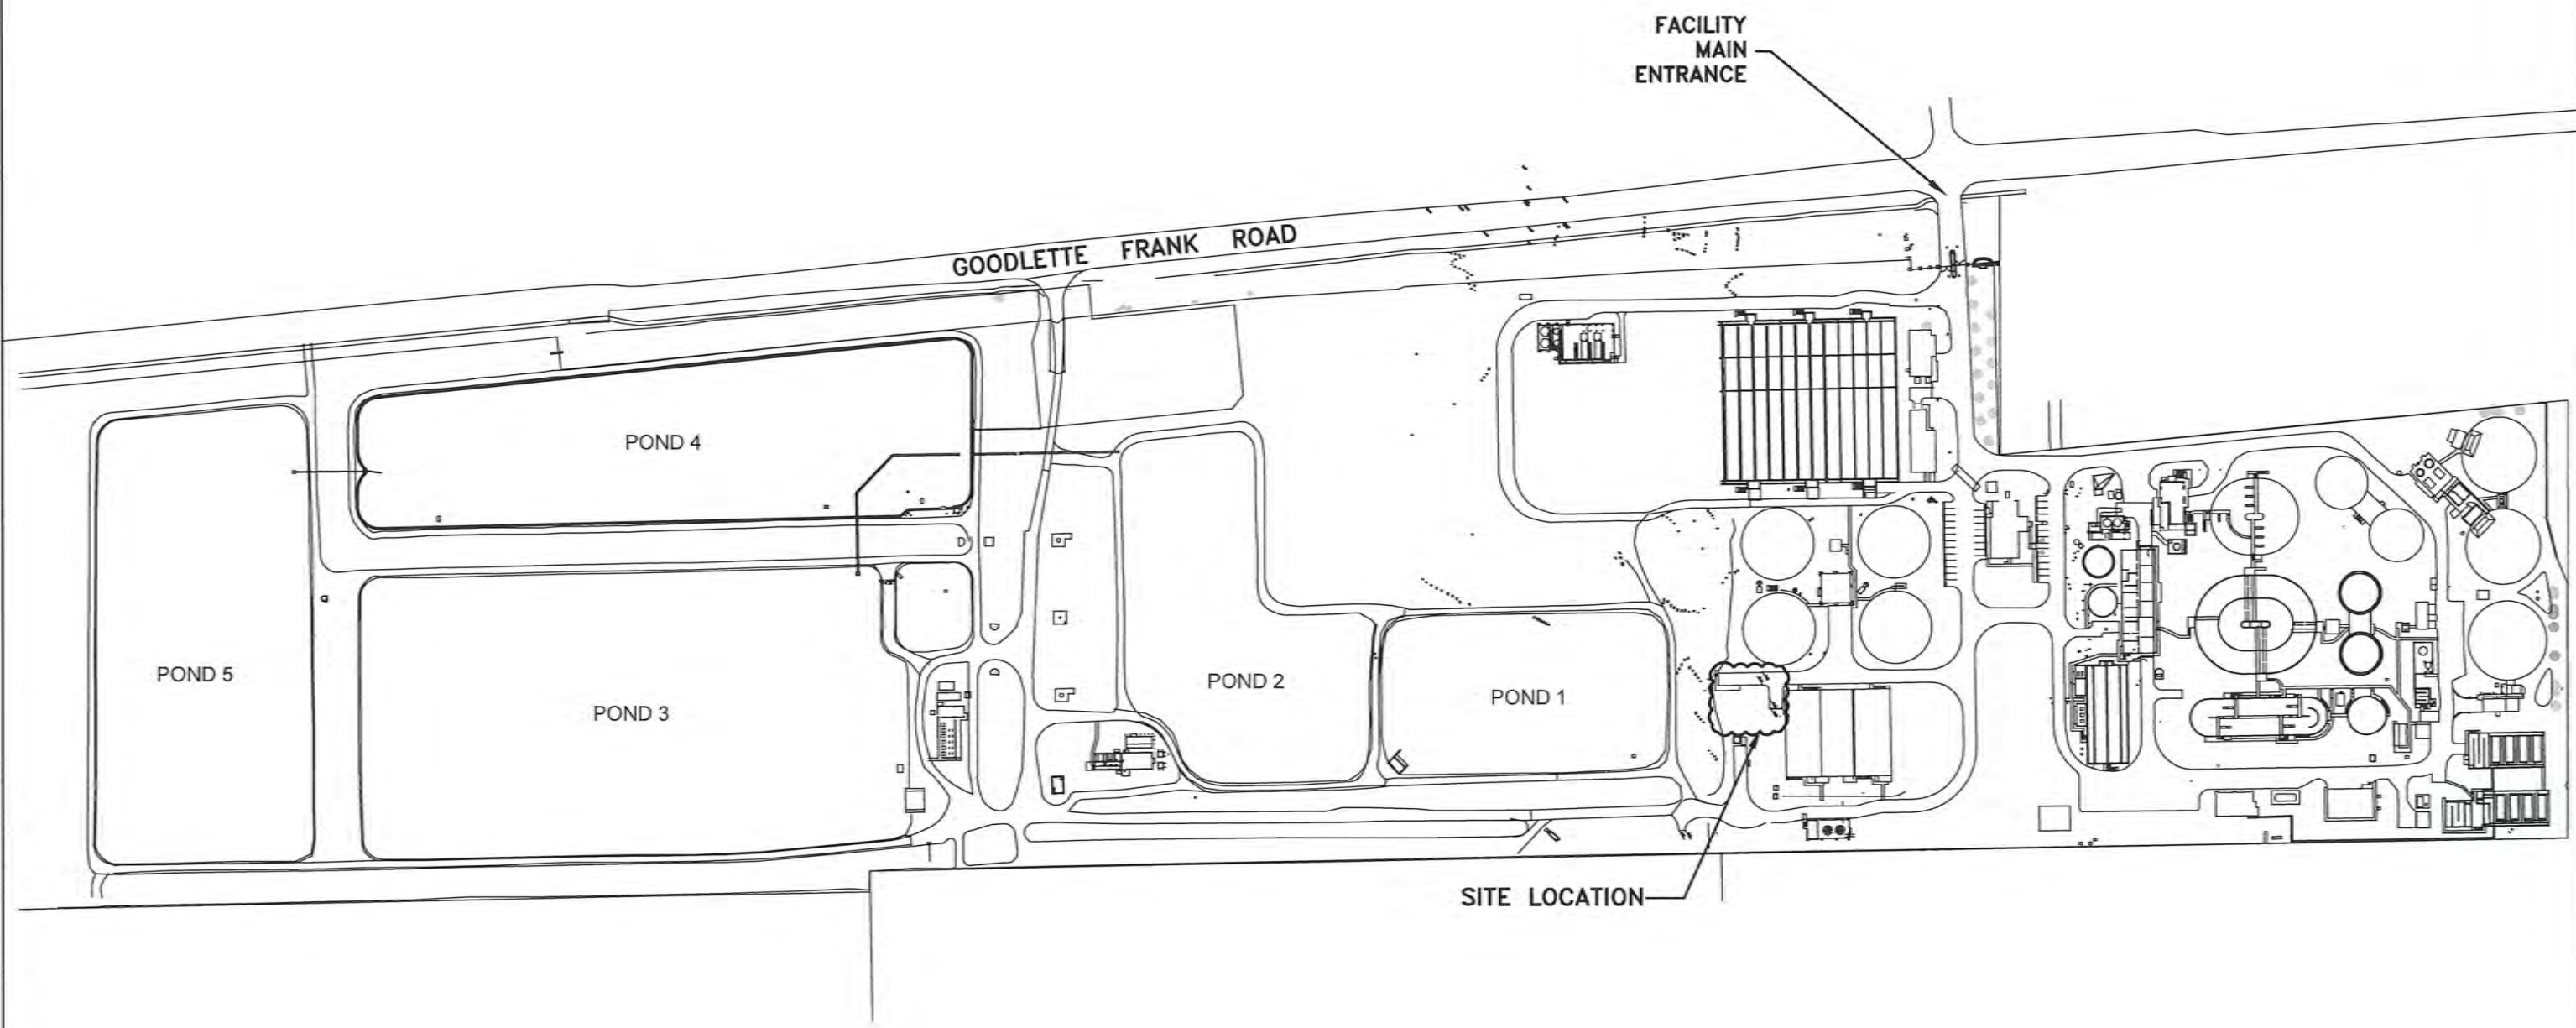 FACILITY
MAIN
ENTRANCE
GOODLETTE FRANK ROAD
POND 4
POND 5
POND 3
POND 2
POND 1
SITE LOCATION